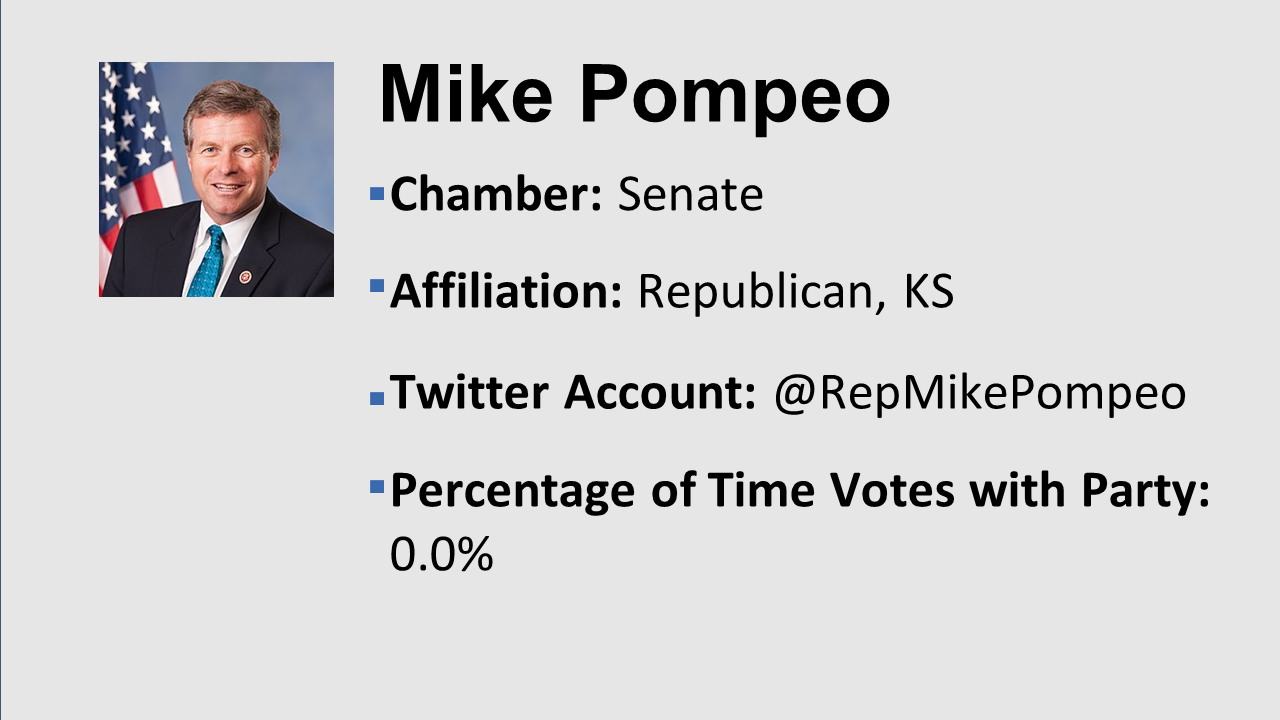 Mike Pompeo
Chamber: Senate
Affiliation: Republican, KS
Twitter Account: @RepMikePompeo
Percentage of Time Votes with Party:
0.0%